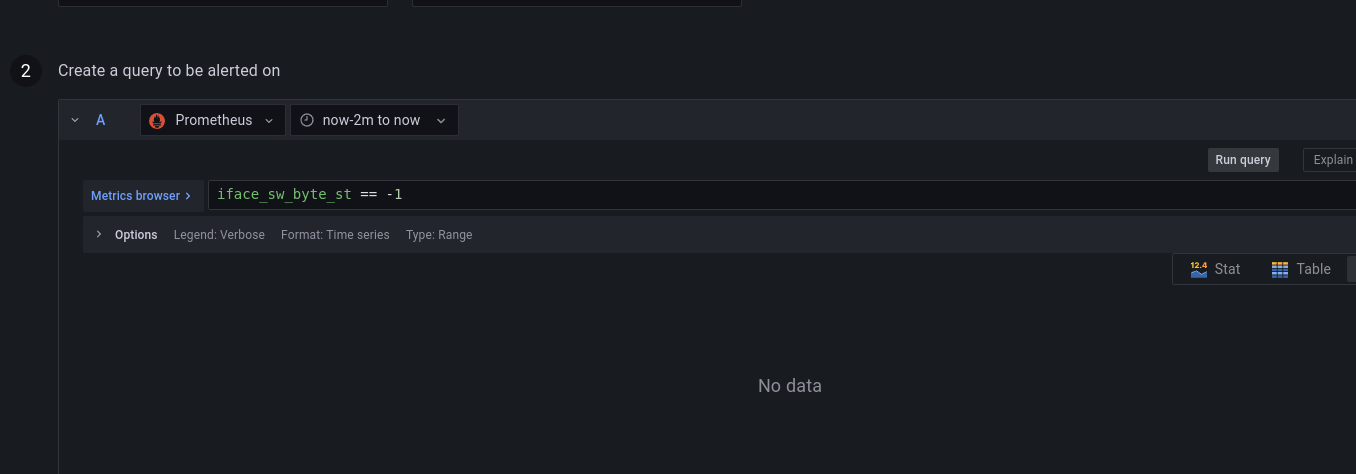 2 Create a query to be alerted on
A Prometheus now-2m to now
Run query Explain
Metrics browser > iface_sw_byte_st == -1
> Options Legend: Verbose Format: Time series Type: Range
12.4 Stat Table
No data